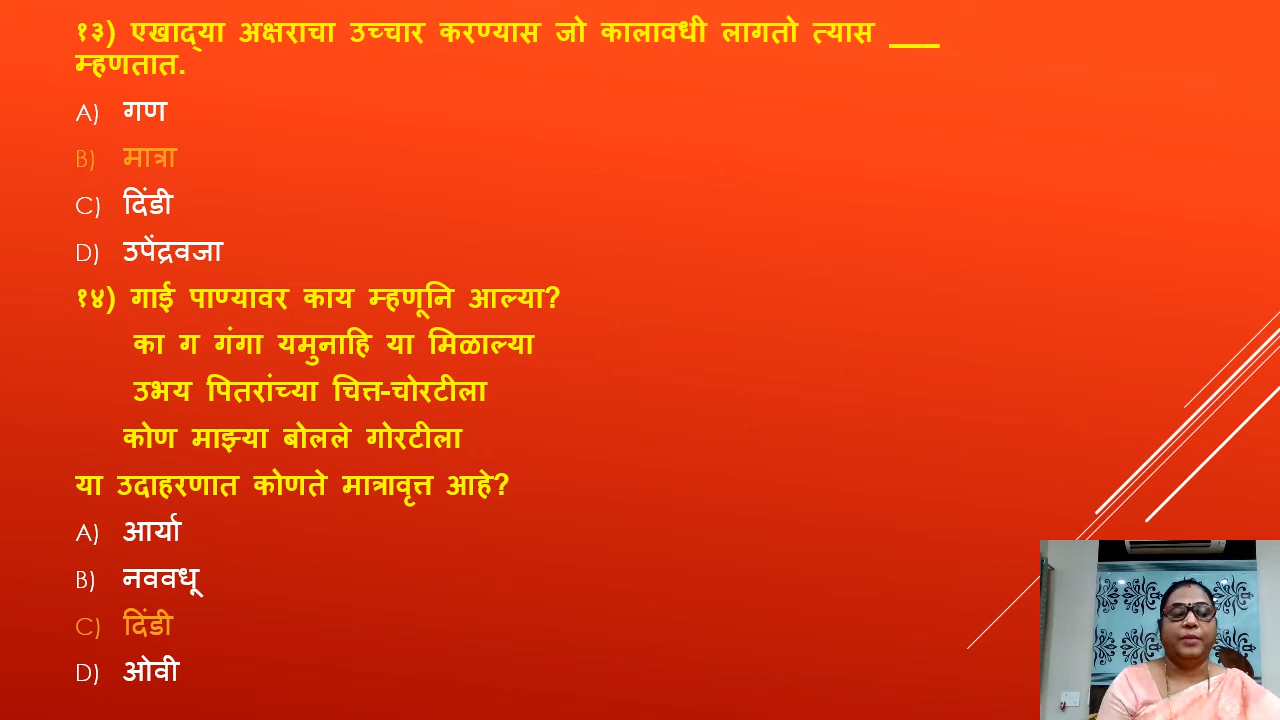 १३) एखाद्‌या अक्षराचा उच्चार करण्यास जो कालावधी लागतो त्यास ____
म्हणतात.
A) गण
B) मात्रा
C) दिंडी
D) उपेंद्रवजा
१४) गाई पाण्यावर काय म्हणूनि आल्या?
का ग गंगा यमुनाहि या मिळाल्या
उभय पितरांच्या चित्त-चोरटीला
कोण माझ्या बोलले गोरटीला
या उदाहरणात कोणते मात्रावृत्त आहे?
A) आर्या
B) नववधू
C) दिंडी
D) ओवी